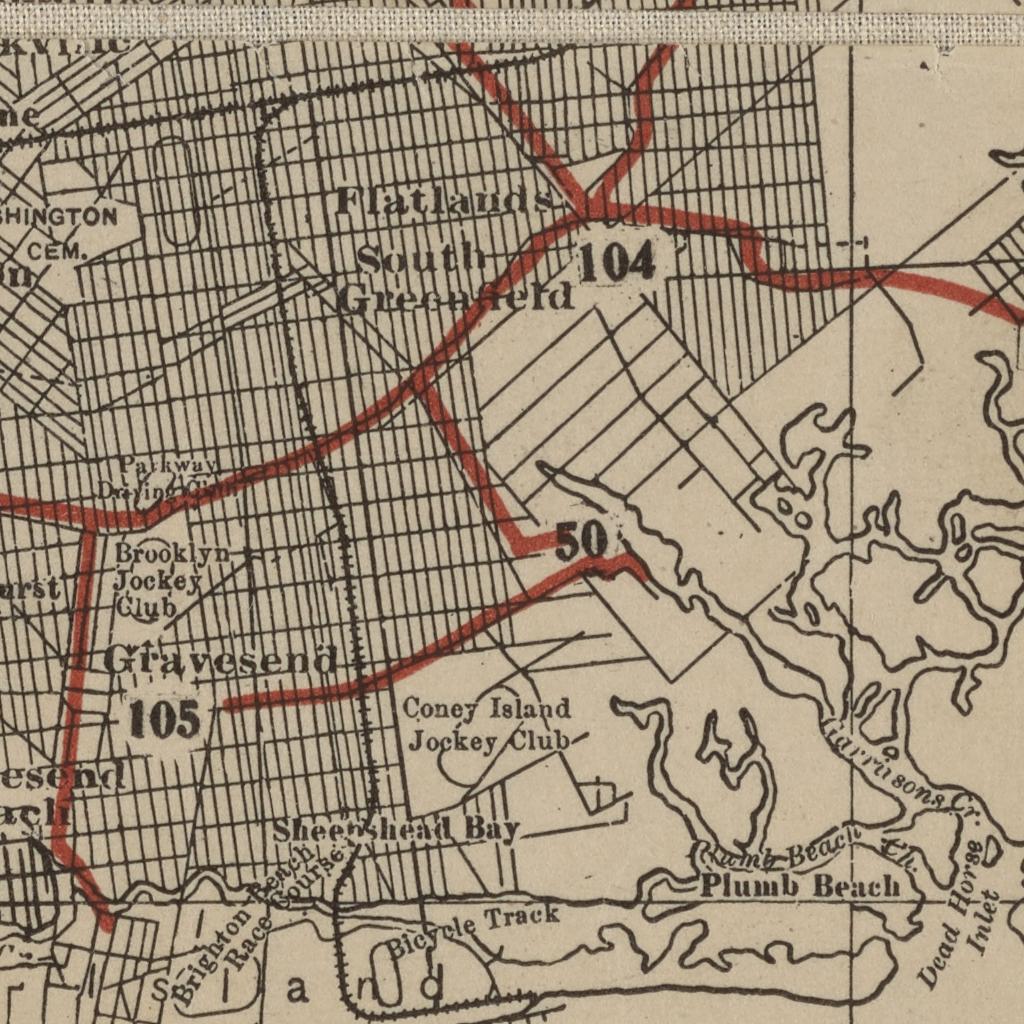 Flatlands
SHINGTON
CEM.
South
104
Greenfield
Parkway
Driving Club
50
Brooklyn
Jockey
Club
urst
Gravesend
105
Coney Island
Jockey Club
esend
ach
Garrisons Cr.
Sheepshead Bay
Plumb Beach Ch.
Plumb Beach
Brighton Beach
Race Course
Bicycle Track
Dead Horse
Inlet
s l a n d